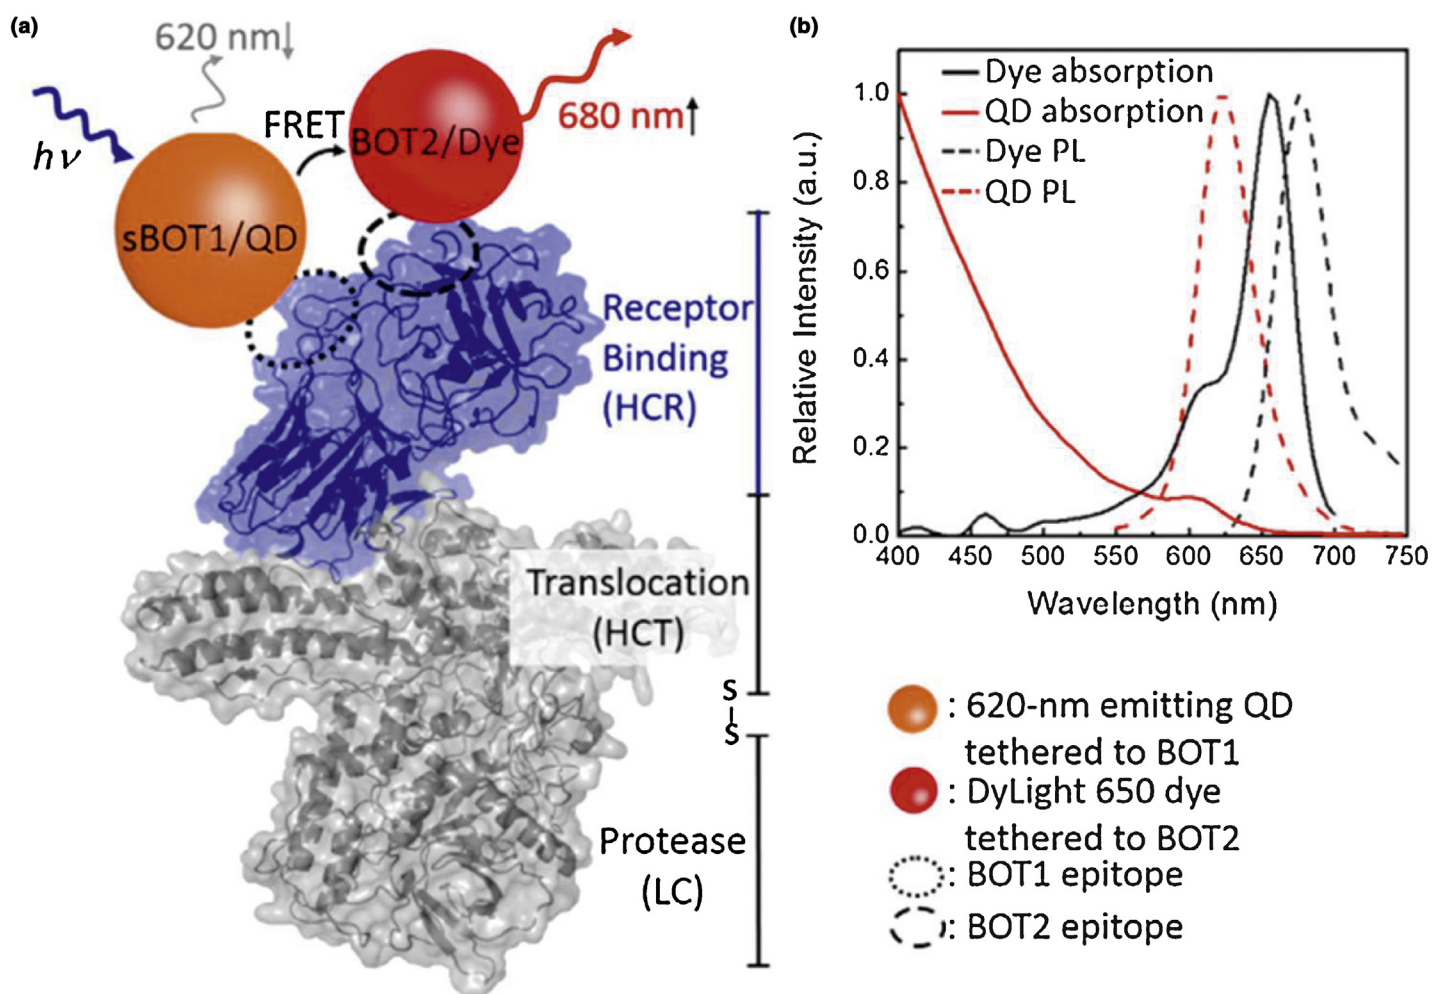 (a)
620 nm↓
hν
FRET
sBOT1/QD
BOT2/Dye
680 nm↑
Receptor
Binding
(HCR)
Translocation
(HCT)
S
S
Protease
(LC)
(b)
Dye absorption
QD absorption
Dye PL
QD PL
Relative Intensity (a.u.)
1.0
0.8
0.6
0.4
0.2
0.0
400 450 500 550 600 650 700 750
Wavelength (nm)
: 620-nm emitting QD
tethered to BOT1
: DyLight 650 dye
tethered to BOT2
: BOT1 epitope
: BOT2 epitope